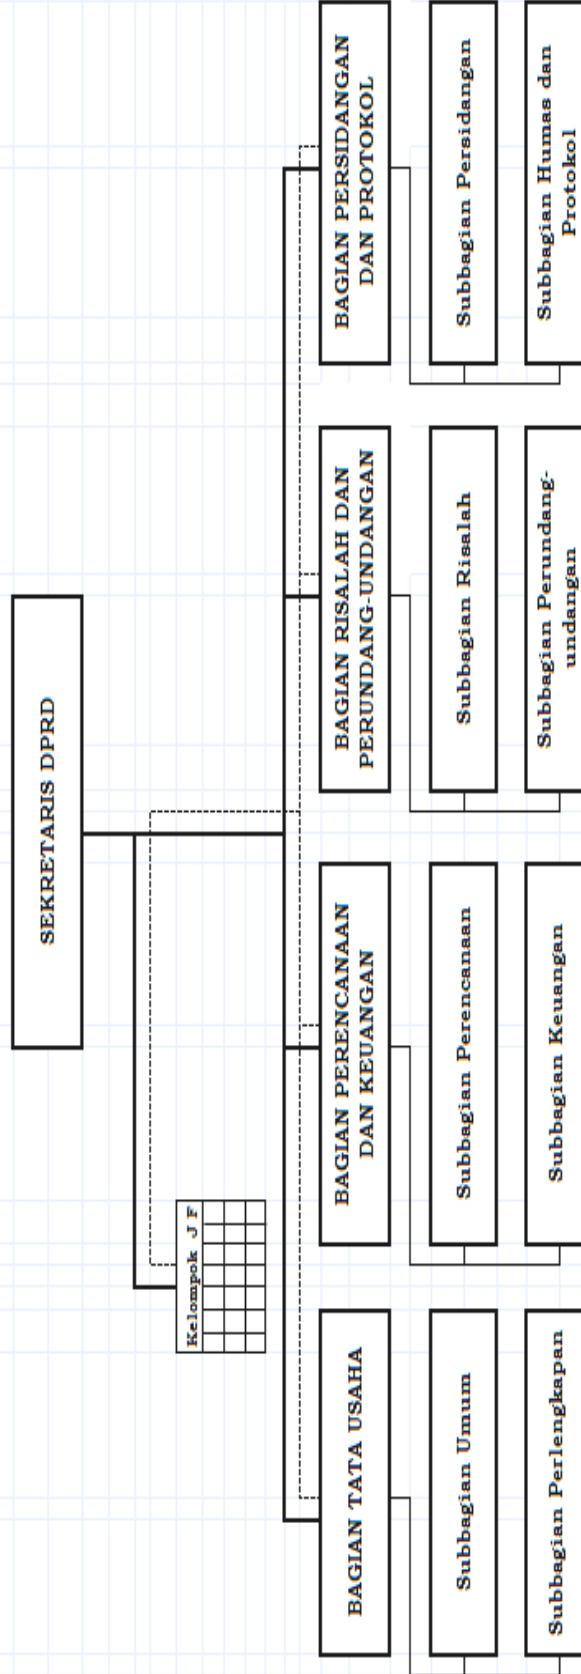 SEKRETARIS DPRD
Kelompok J F
BAGIAN TATA USAHA
Subbagian Umum
Subbagian Perlengkapan
BAGIAN PERENCANAAN
DAN KEUANGAN
Subbagian Perencanaan
Subbagian Keuangan
BAGIAN RISALAH DAN
PERUNDANG-UNDANGAN
Subbagian Risalah
Subbagian Perundang-
undangan
BAGIAN PERSIDANGAN
DAN PROTOKOL
Subbagian Persidangan
Subbagian Humas dan
Protokol